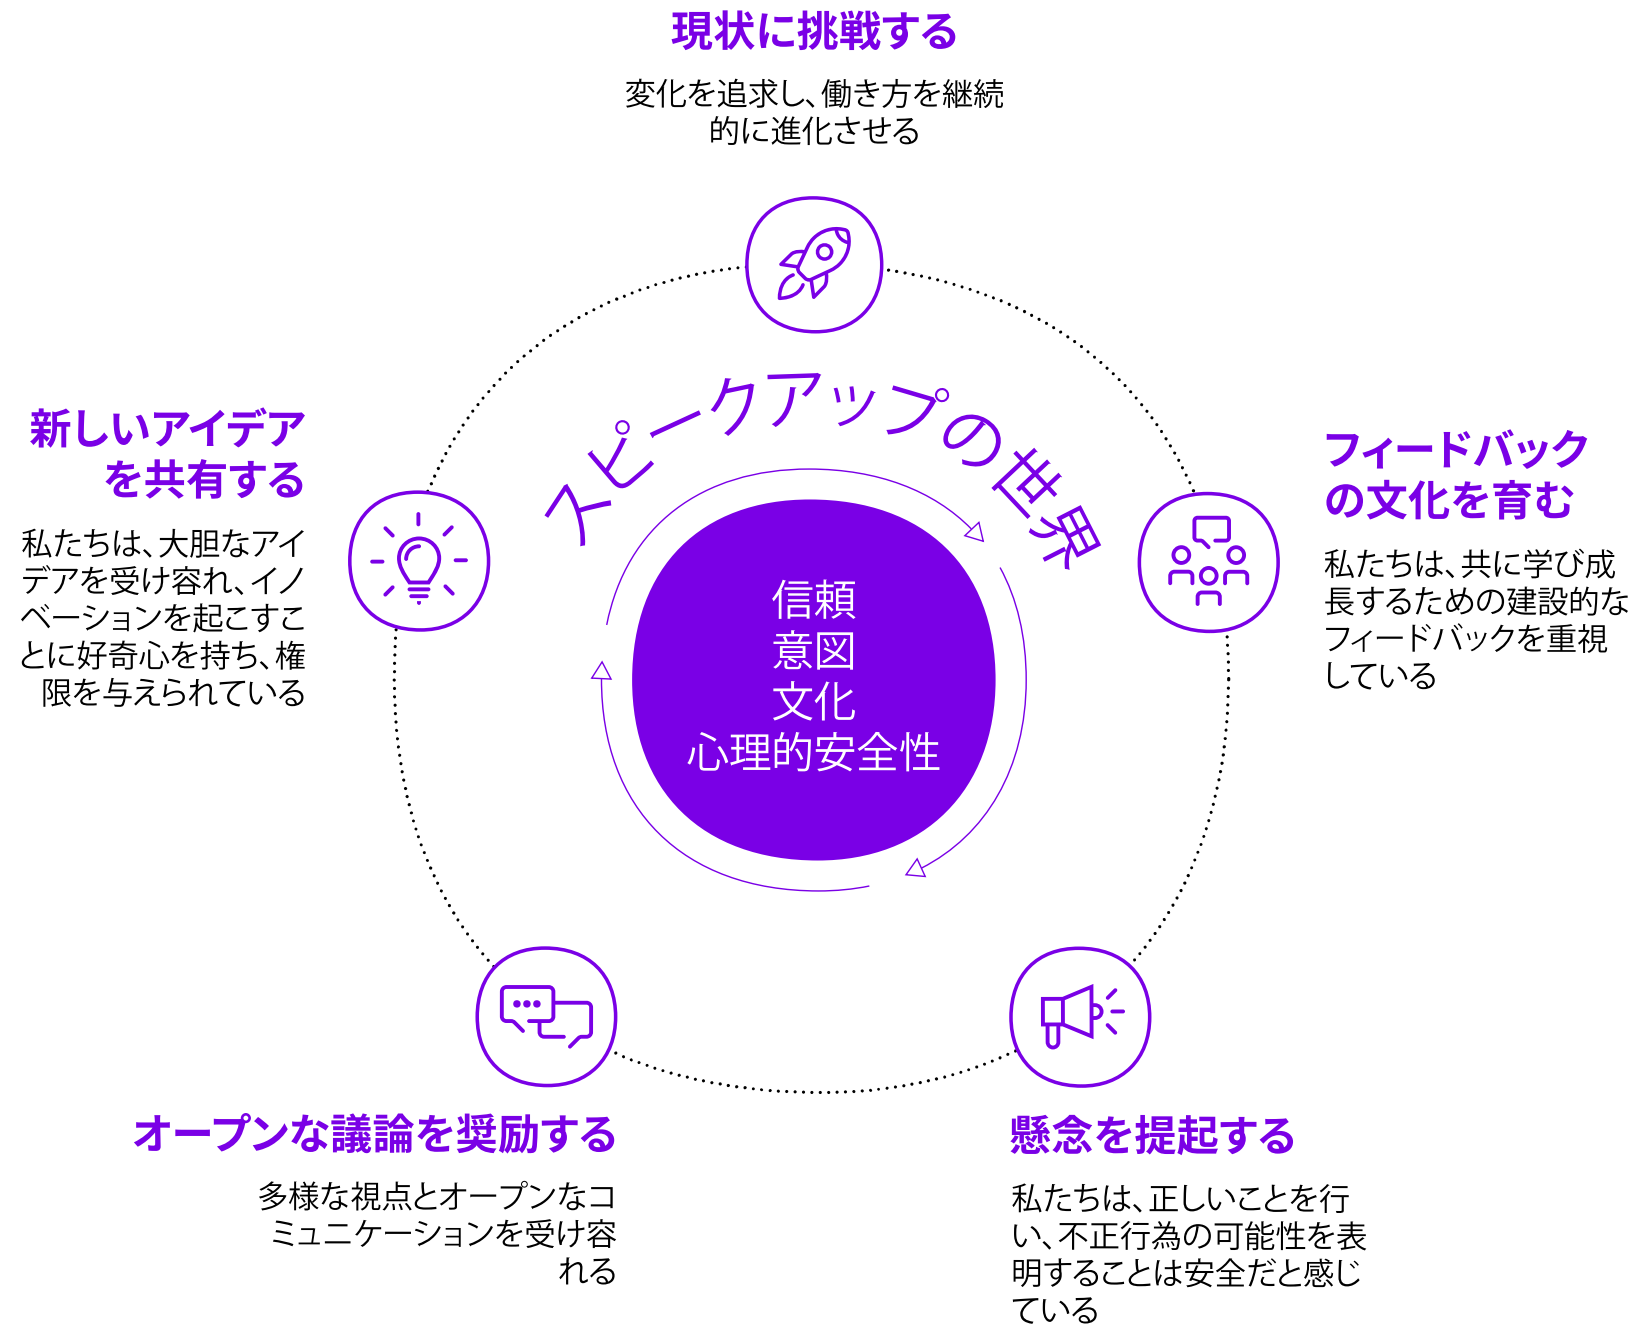 現状に挑戦する
変化を追求し、働き方を継続
的に進化させる
スピークアップの世界
信頼
意図
文化
心理的安全性
新しいアイデア
を共有する
私たちは、大胆なアイ
デアを受け容れ、イノ
ベーションを起こすこ
とに好奇心を持ち、権
限を与えられている
フィードバック
の文化を育む
私たちは、共に学び成
長するための建設的な
フィードバックを重視
している
オープンな議論を奨励する
多様な視点とオープンなコ
ミュニケーションを受け容
れる
懸念を提起する
私たちは、正しいことを行
い、不正行為の可能性を表
明することは安全だと感じ
ている